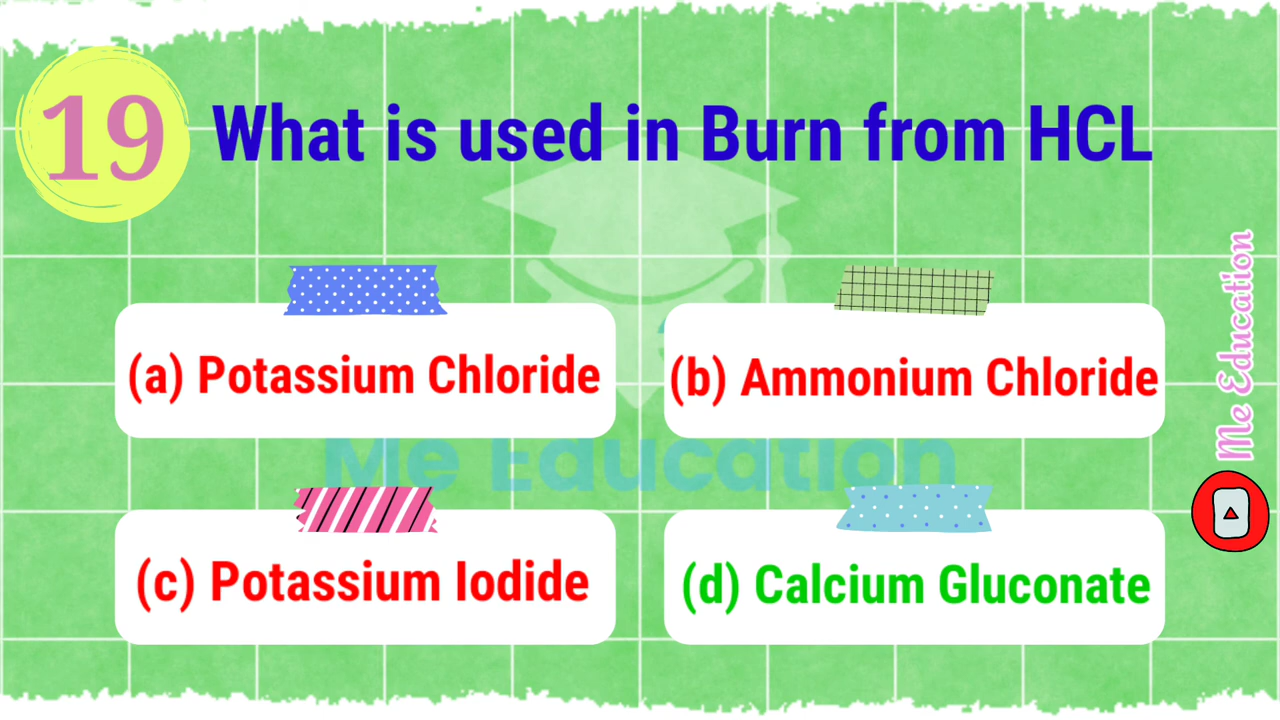 19
What is used in Burn from HCL
(a) Potassium Chloride
(b) Ammonium Chloride
(c) Potassium Iodide
(d) Calcium Gluconate
Me Education
Me Education